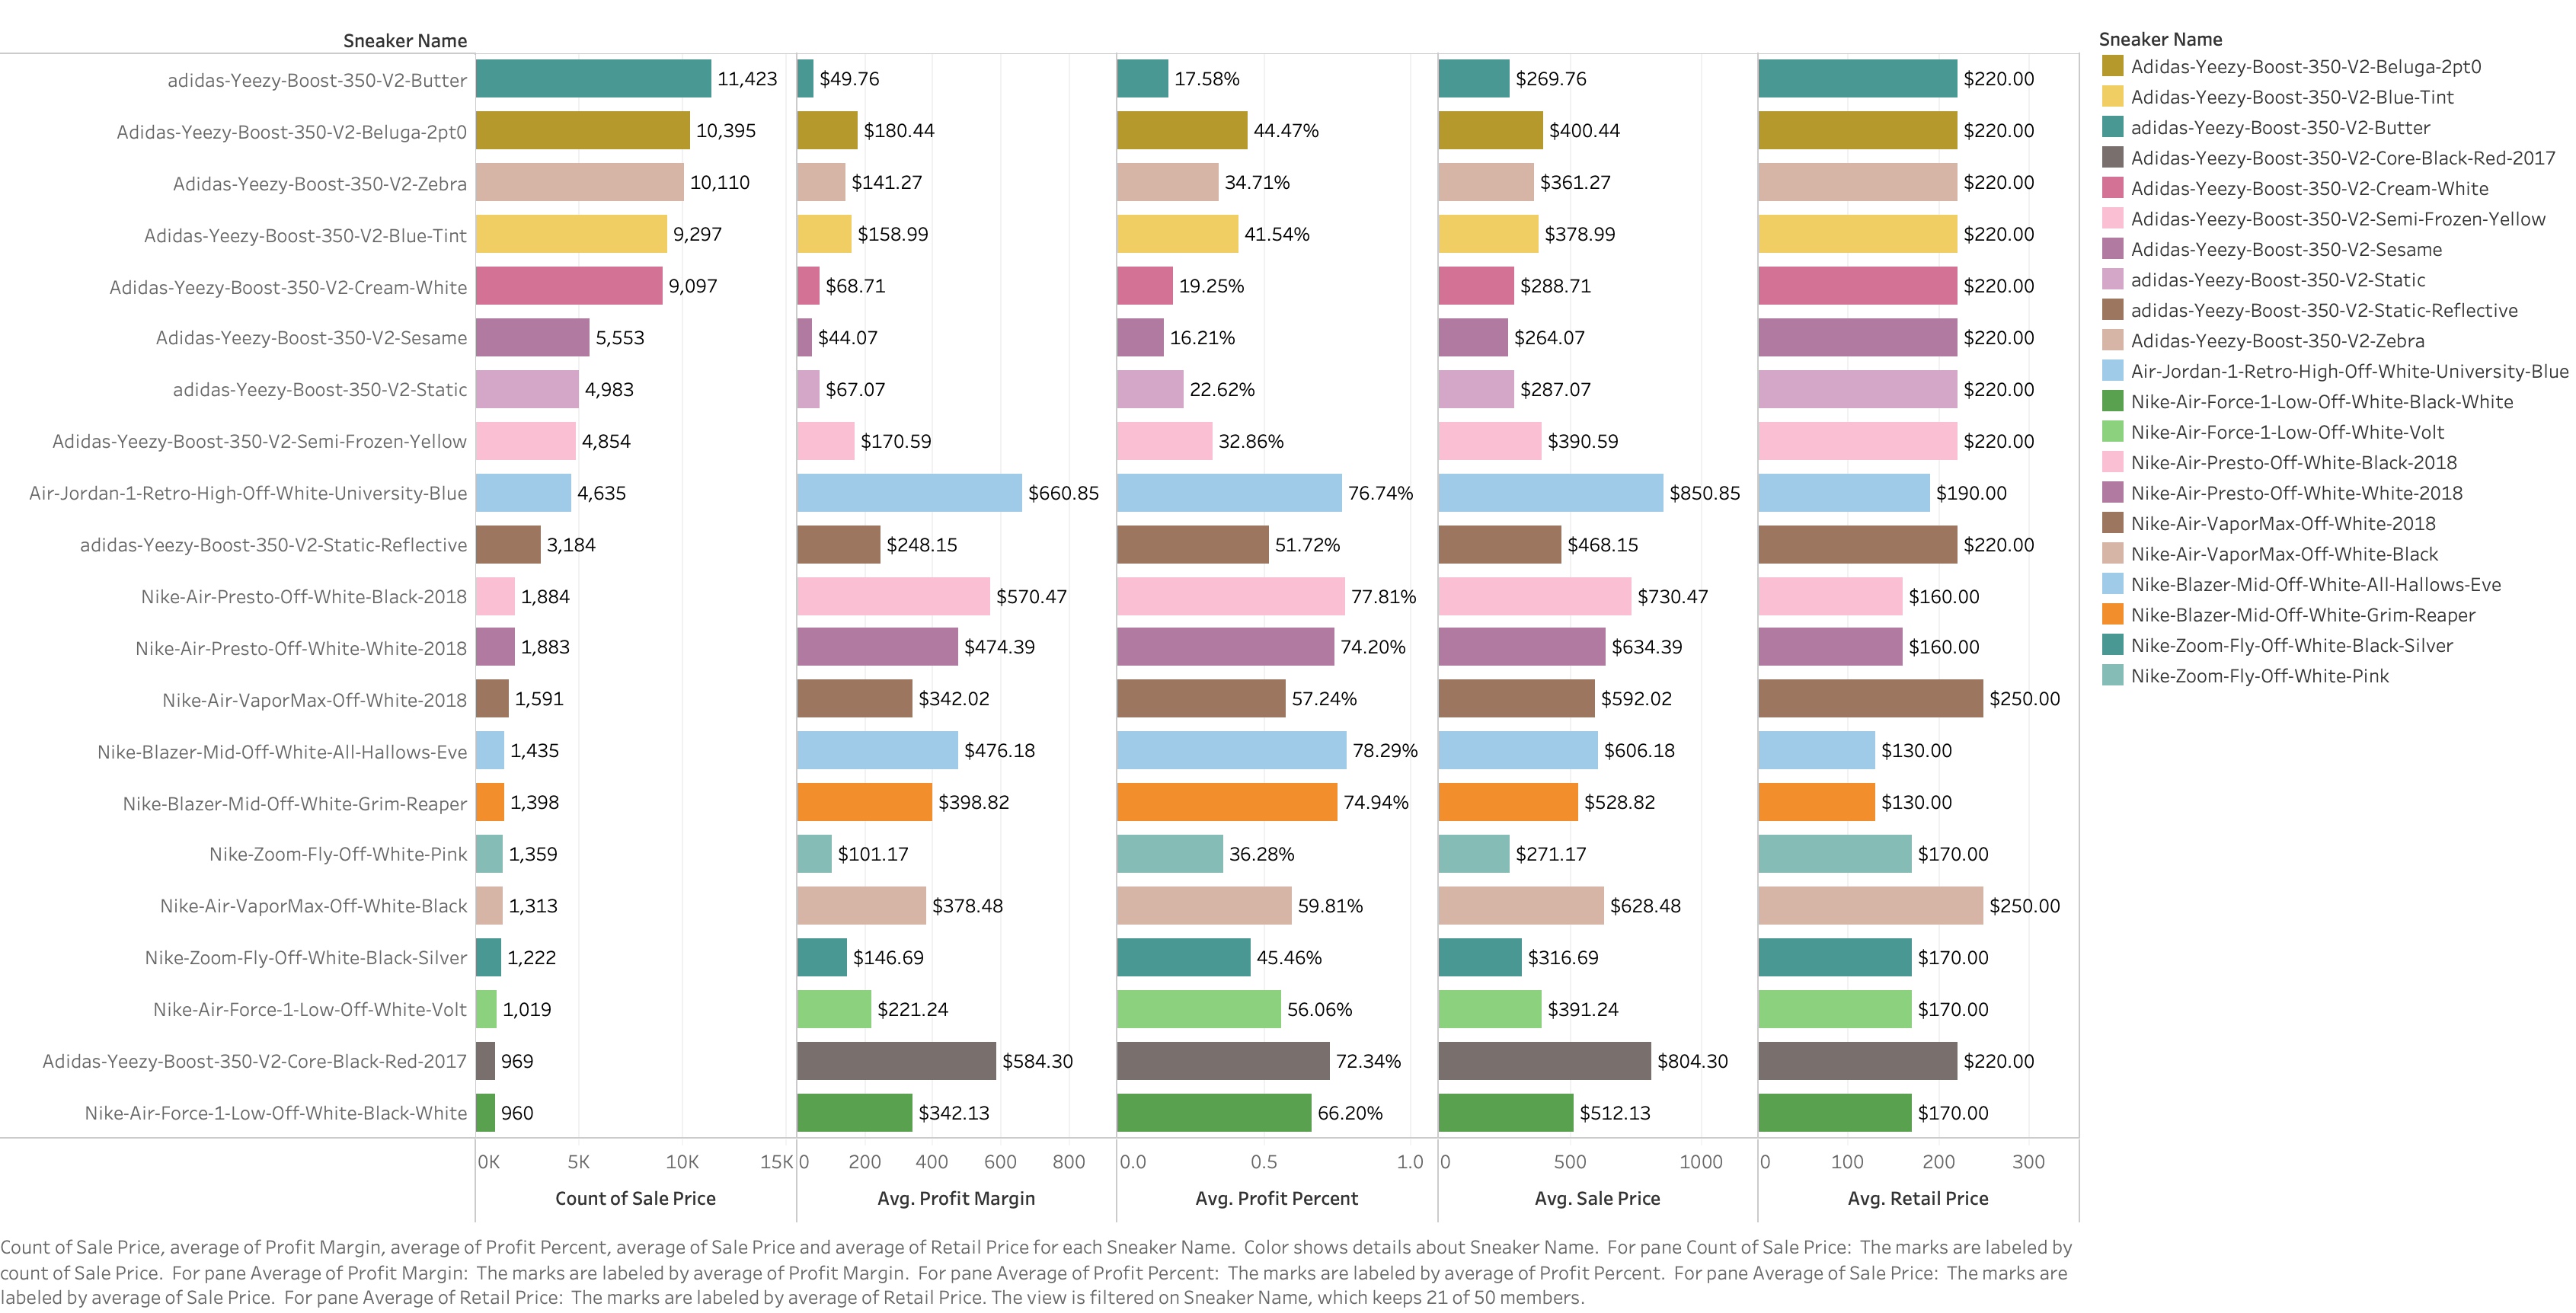 Sneaker Name
adidas-Yeezy-Boost-350-V2-Butter 11,423 $49.76 17.58% $269.76 $220.00
Adidas-Yeezy-Boost-350-V2-Beluga-2pt0 10,395 $180.44 44.47% $400.44 $220.00
Adidas-Yeezy-Boost-350-V2-Zebra 10,110 $141.27 34.71% $361.27 $220.00
Adidas-Yeezy-Boost-350-V2-Blue-Tint 9,297 $158.99 41.54% $378.99 $220.00
Adidas-Yeezy-Boost-350-V2-Cream-White 9,097 $68.71 19.25% $288.71 $220.00
Adidas-Yeezy-Boost-350-V2-Sesame 5,553 $44.07 16.21% $264.07 $220.00
adidas-Yeezy-Boost-350-V2-Static 4,983 $67.07 22.62% $287.07 $220.00
Adidas-Yeezy-Boost-350-V2-Semi-Frozen-Yellow 4,854 $170.59 32.86% $390.59 $220.00
Air-Jordan-1-Retro-High-Off-White-University-Blue 4,635 $660.85 76.74% $850.85 $190.00
adidas-Yeezy-Boost-350-V2-Static-Reflective 3,184 $248.15 51.72% $468.15 $220.00
Nike-Air-Presto-Off-White-Black-2018 1,884 $570.47 77.81% $730.47 $160.00
Nike-Air-Presto-Off-White-White-2018 1,883 $474.39 74.20% $634.39 $160.00
Nike-Air-VaporMax-Off-White-2018 1,591 $342.02 57.24% $592.02 $250.00
Nike-Blazer-Mid-Off-White-All-Hallows-Eve 1,435 $476.18 78.29% $606.18 $130.00
Nike-Blazer-Mid-Off-White-Grim-Reaper 1,398 $398.82 74.94% $528.82 $130.00
Nike-Zoom-Fly-Off-White-Pink 1,359 $101.17 36.28% $271.17 $170.00
Nike-Air-VaporMax-Off-White-Black 1,313 $378.48 59.81% $628.48 $250.00
Nike-Zoom-Fly-Off-White-Black-Silver 1,222 $146.69 45.46% $316.69 $170.00
Nike-Air-Force-1-Low-Off-White-Volt 1,019 $221.24 56.06% $391.24 $170.00
Adidas-Yeezy-Boost-350-V2-Core-Black-Red-2017 969 $584.30 72.34% $804.30 $220.00
Nike-Air-Force-1-Low-Off-White-Black-White 960 $342.13 66.20% $512.13 $170.00
0K 5K 10K 15K 0 200 400 600 800 0.0 0.5 1.0 0 500 1000 0 100 200 300
Count of Sale Price Avg. Profit Margin Avg. Profit Percent Avg. Sale Price Avg. Retail Price
Sneaker Name
Adidas-Yeezy-Boost-350-V2-Beluga-2pt0
Adidas-Yeezy-Boost-350-V2-Blue-Tint
adidas-Yeezy-Boost-350-V2-Butter
Adidas-Yeezy-Boost-350-V2-Core-Black-Red-2017
Adidas-Yeezy-Boost-350-V2-Cream-White
Adidas-Yeezy-Boost-350-V2-Semi-Frozen-Yellow
Adidas-Yeezy-Boost-350-V2-Sesame
adidas-Yeezy-Boost-350-V2-Static
adidas-Yeezy-Boost-350-V2-Static-Reflective
Adidas-Yeezy-Boost-350-V2-Zebra
Air-Jordan-1-Retro-High-Off-White-University-Blue
Nike-Air-Force-1-Low-Off-White-Black-White
Nike-Air-Force-1-Low-Off-White-Volt
Nike-Air-Presto-Off-White-Black-2018
Nike-Air-Presto-Off-White-White-2018
Nike-Air-VaporMax-Off-White-2018
Nike-Air-VaporMax-Off-White-Black
Nike-Blazer-Mid-Off-White-All-Hallows-Eve
Nike-Blazer-Mid-Off-White-Grim-Reaper
Nike-Zoom-Fly-Off-White-Black-Silver
Nike-Zoom-Fly-Off-White-Pink
Count of Sale Price, average of Profit Margin, average of Profit Percent, average of Sale Price and average of Retail Price for each Sneaker Name. Color shows details about Sneaker Name. For pane Count of Sale Price: The marks are labeled by
count of Sale Price. For pane Average of Profit Margin: The marks are labeled by average of Profit Margin. For pane Average of Profit Percent: The marks are labeled by average of Profit Percent. For pane Average of Sale Price: The marks are
labeled by average of Sale Price. For pane Average of Retail Price: The marks are labeled by average of Retail Price. The view is filtered on Sneaker Name, which keeps 21 of 50 members.